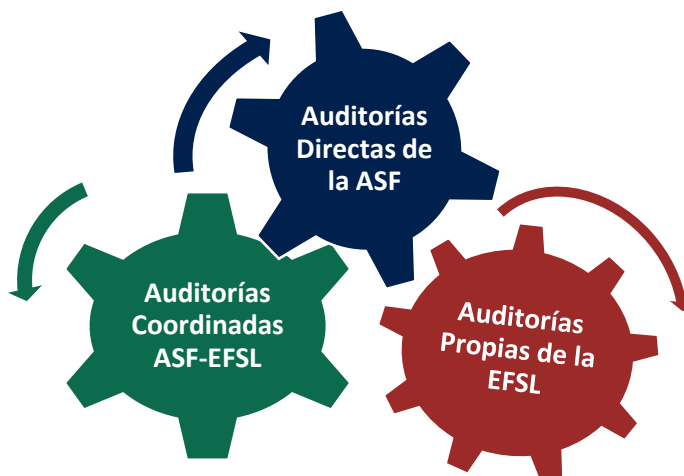 Auditorías
Directas de
la ASF
Auditorías
Coordinadas
ASF-EFSL
Auditorías
Propias de la
EFSL